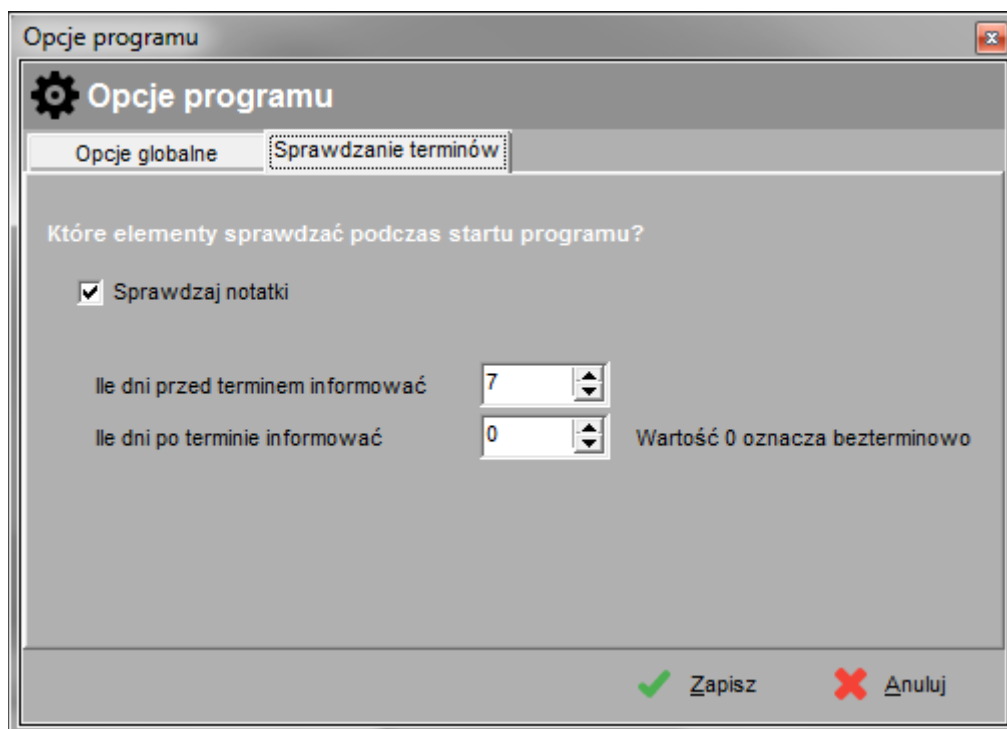 Opcje programu
Opcje programu
Opcje globalne Sprawdzanie terminów
Które elementy sprawdzać podczas startu programu?
Sprawdzaj notatki
Ile dni przed terminem informować 7
Ile dni po terminie informować 0 Wartość 0 oznacza bezterminowo
Zapisz Anuluj